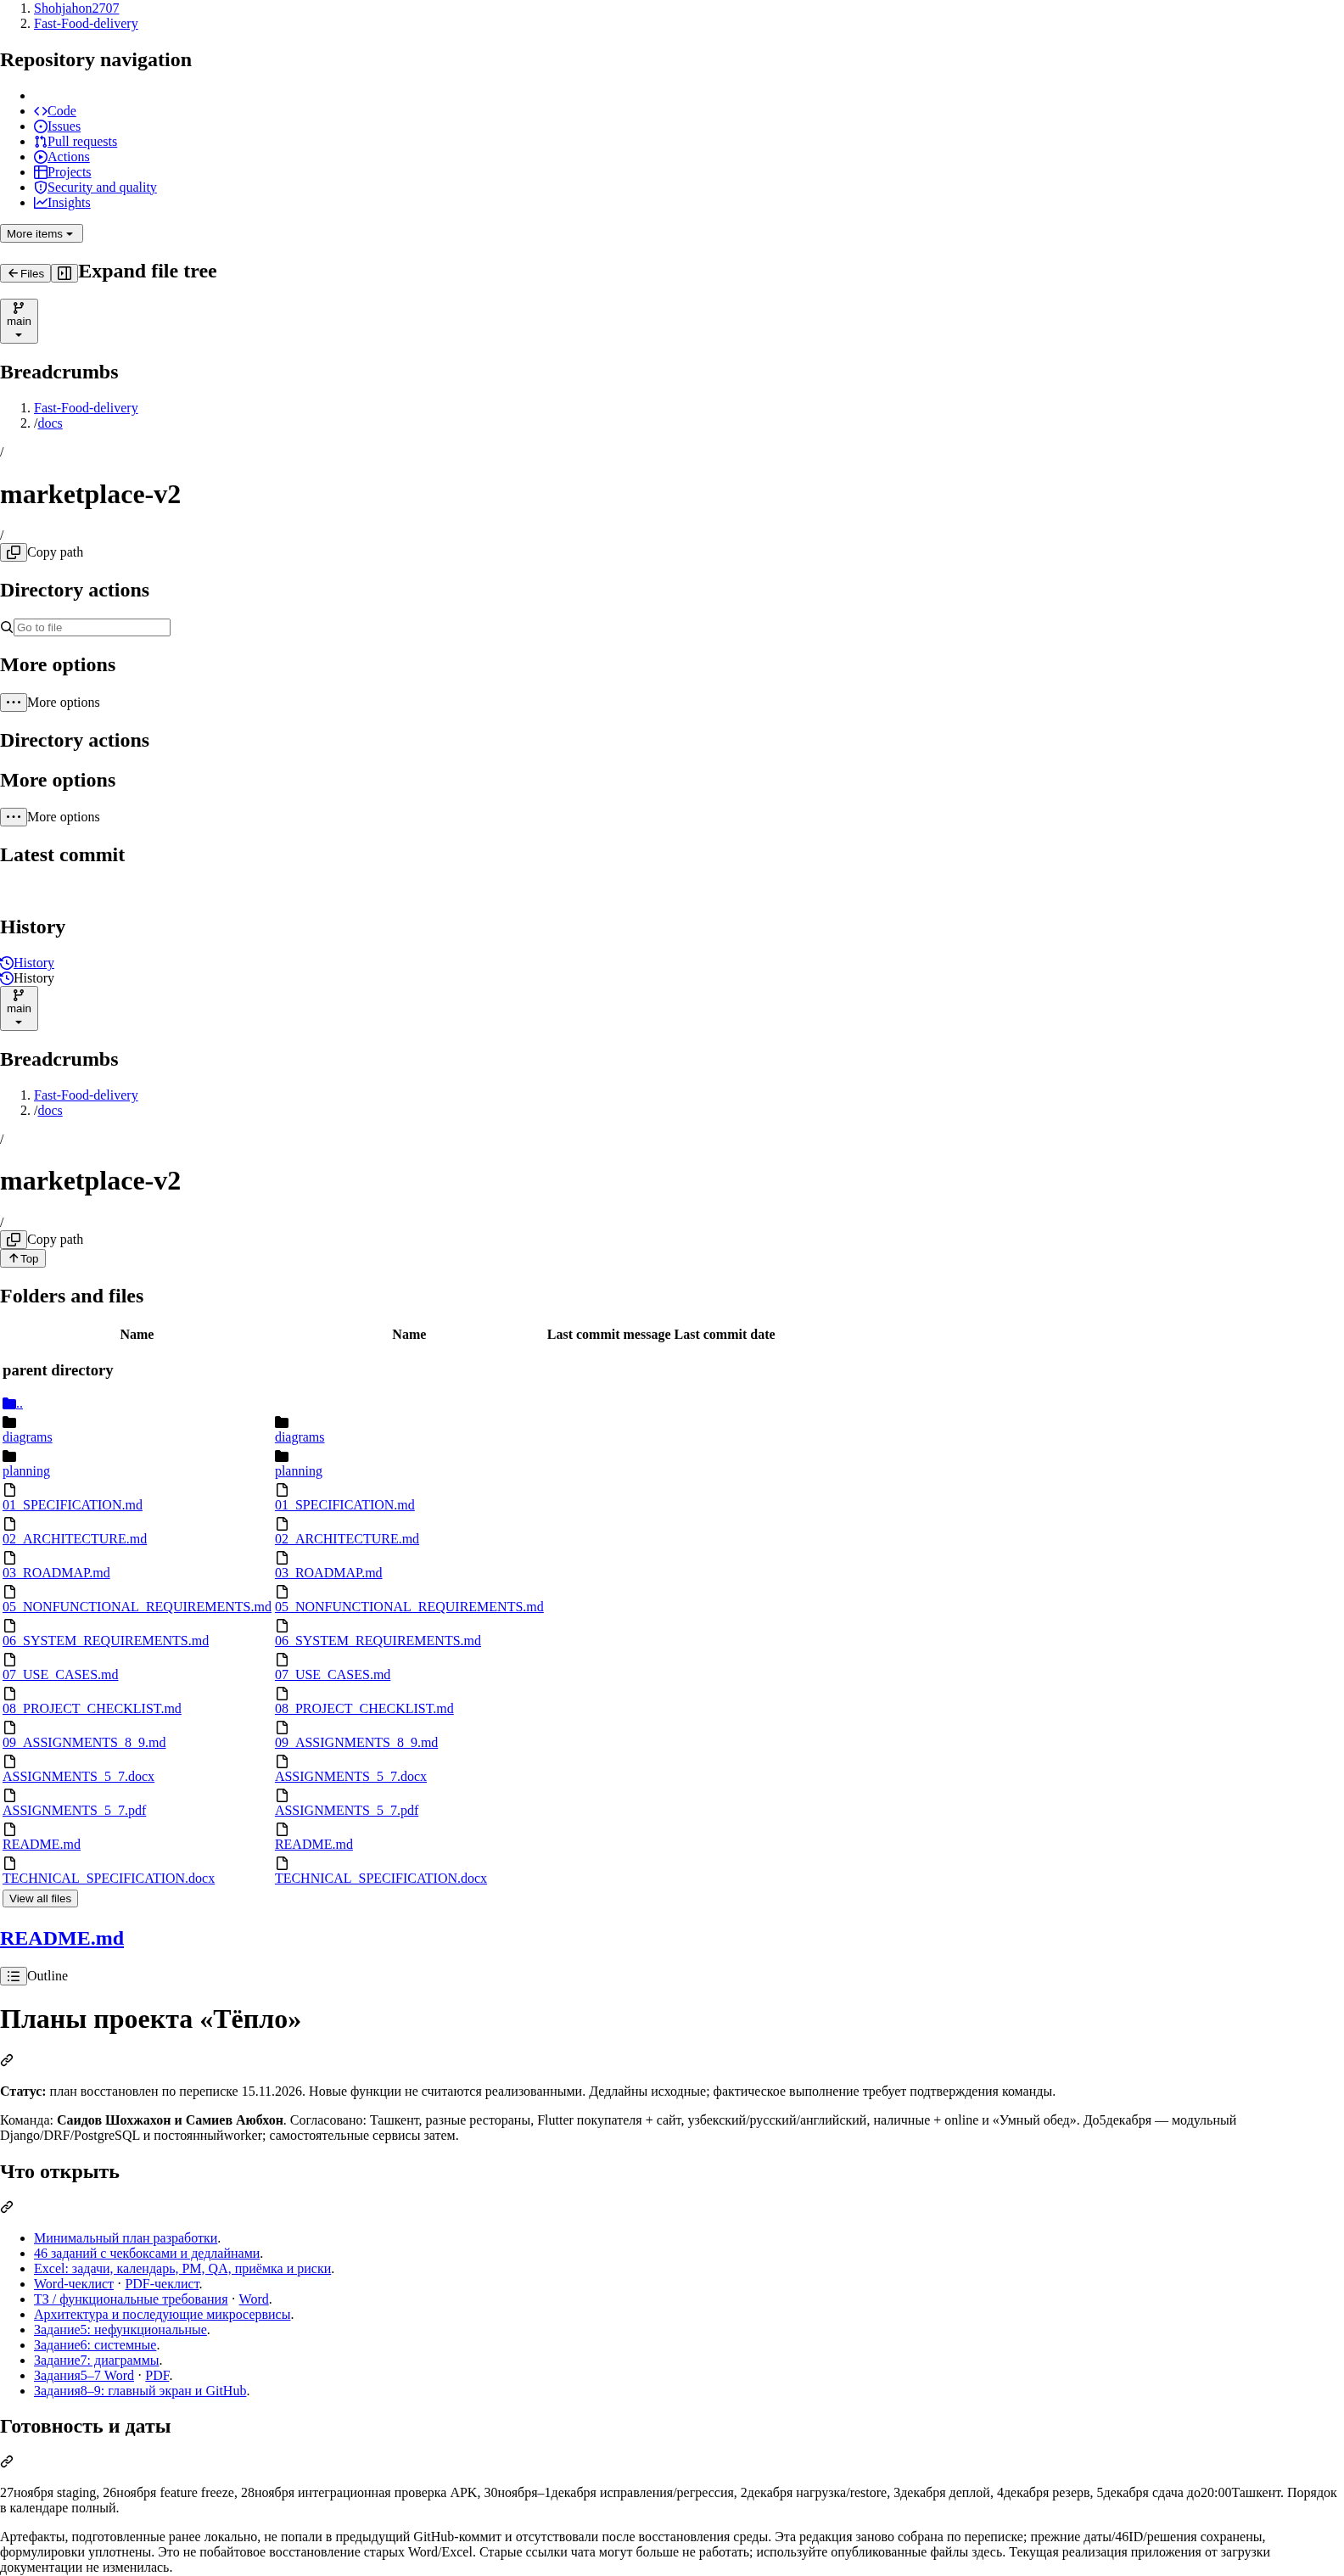 1. Shohjahon2707
2. Fast-Food-delivery
Repository navigation
Code
Issues
Pull requests
Actions
Projects
Security and quality
Insights
More items
Files Expand file tree
main
Breadcrumbs
1. Fast-Food-delivery
2. /docs
/
marketplace-v2
/
Copy path
Directory actions
Go to file
More options
More options
Directory actions
More options
More options
Latest commit
History
History
History
main
Breadcrumbs
1. Fast-Food-delivery
2. /docs
/
marketplace-v2
/
Copy path
Top
Folders and files
Name Name Last commit message Last commit date
parent directory
..
diagrams diagrams
planning planning
01_SPECIFICATION.md 01_SPECIFICATION.md
02_ARCHITECTURE.md 02_ARCHITECTURE.md
03_ROADMAP.md 03_ROADMAP.md
05_NONFUNCTIONAL_REQUIREMENTS.md 05_NONFUNCTIONAL_REQUIREMENTS.md
06_SYSTEM_REQUIREMENTS.md 06_SYSTEM_REQUIREMENTS.md
07_USE_CASES.md 07_USE_CASES.md
08_PROJECT_CHECKLIST.md 08_PROJECT_CHECKLIST.md
09_ASSIGNMENTS_8_9.md 09_ASSIGNMENTS_8_9.md
ASSIGNMENTS_5_7.docx ASSIGNMENTS_5_7.docx
ASSIGNMENTS_5_7.pdf ASSIGNMENTS_5_7.pdf
README.md README.md
TECHNICAL_SPECIFICATION.docx TECHNICAL_SPECIFICATION.docx
View all files
README.md
Outline
Планы проекта «Тёпло»
Статус: план восстановлен по переписке 15.11.2026. Новые функции не считаются реализованными. Дедлайны исходные; фактическое выполнение требует подтверждения команды.
Команда: Саидов Шохжахон и Самиев Аюбхон. Согласовано: Ташкент, разные рестораны, Flutter покупателя + сайт, узбекский/русский/английский, наличные + online и «Умный обед». До5декабря — модульный
Django/DRF/PostgreSQL и постоянныйworker; самостоятельные сервисы затем.
Что открыть
Минимальный план разработки.
46 заданий с чекбоксами и дедлайнами.
Excel: задачи, календарь, PM, QA, приёмка и риски.
Word-чеклист · PDF-чеклист.
ТЗ / функциональные требования · Word.
Архитектура и последующие микросервисы.
Задание5: нефункциональные.
Задание6: системные.
Задание7: диаграммы.
Задания5–7 Word · PDF.
Задания8–9: главный экран и GitHub.
Готовность и даты
27ноября staging, 26ноября feature freeze, 28ноября интеграционная проверка APK, 30ноября–1декабря исправления/регрессия, 2декабря нагрузка/restore, 3декабря деплой, 4декабря резерв, 5декабря сдача до20:00Ташкент. Порядок
в календаре полный.
Артефакты, подготовленные ранее локально, не попали в предыдущий GitHub-коммит и отсутствовали после восстановления среды. Эта редакция заново собрана по переписке; прежние даты/46ID/решения сохранены,
формулировки уплотнены. Это не побайтовое восстановление старых Word/Excel. Старые ссылки чата могут больше не работать; используйте опубликованные файлы здесь. Текущая реализация приложения от загрузки
документации не изменилась.